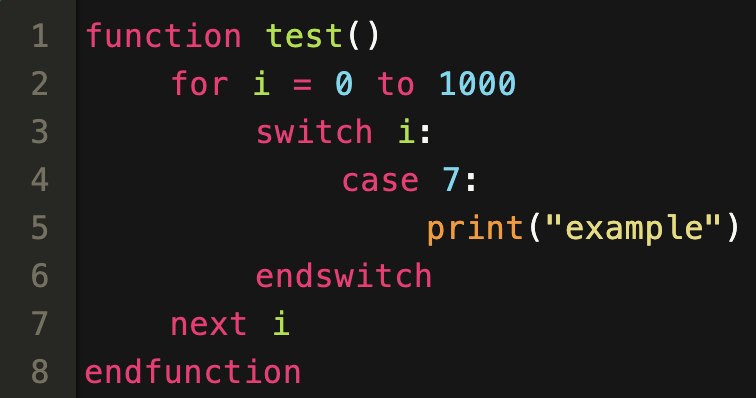 1 function test()
2 for i = 0 to 1000
3 switch i:
4 case 7:
5 print("example")
6 endswitch
7 next i
8 endfunction